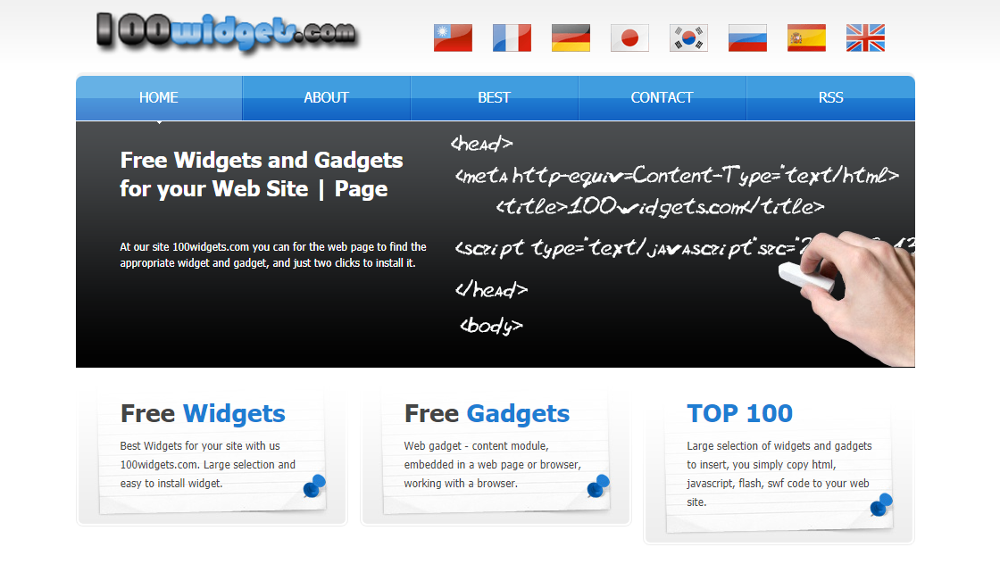 100widgets.com
HOME ABOUT BEST CONTACT RSS
Free Widgets and Gadgets
for your Web Site | Page
At our site 100widgets.com you can for the web page to find the
appropriate widget and gadget, and just two clicks to install it.
<head>
<meta http-equiv=Content-Type="text/html>
<title>100widgets.com</title>
<script type="text/javascript"src="
</head>
<body>
Free Widgets
Best Widgets for your site with us
100widgets.com. Large selection and
easy to install widget.
Free Gadgets
Web gadget - content module,
embedded in a web page or browser,
working with a browser.
TOP 100
Large selection of widgets and gadgets
to insert, you simply copy html,
javascript, flash, swf code to your web
site.